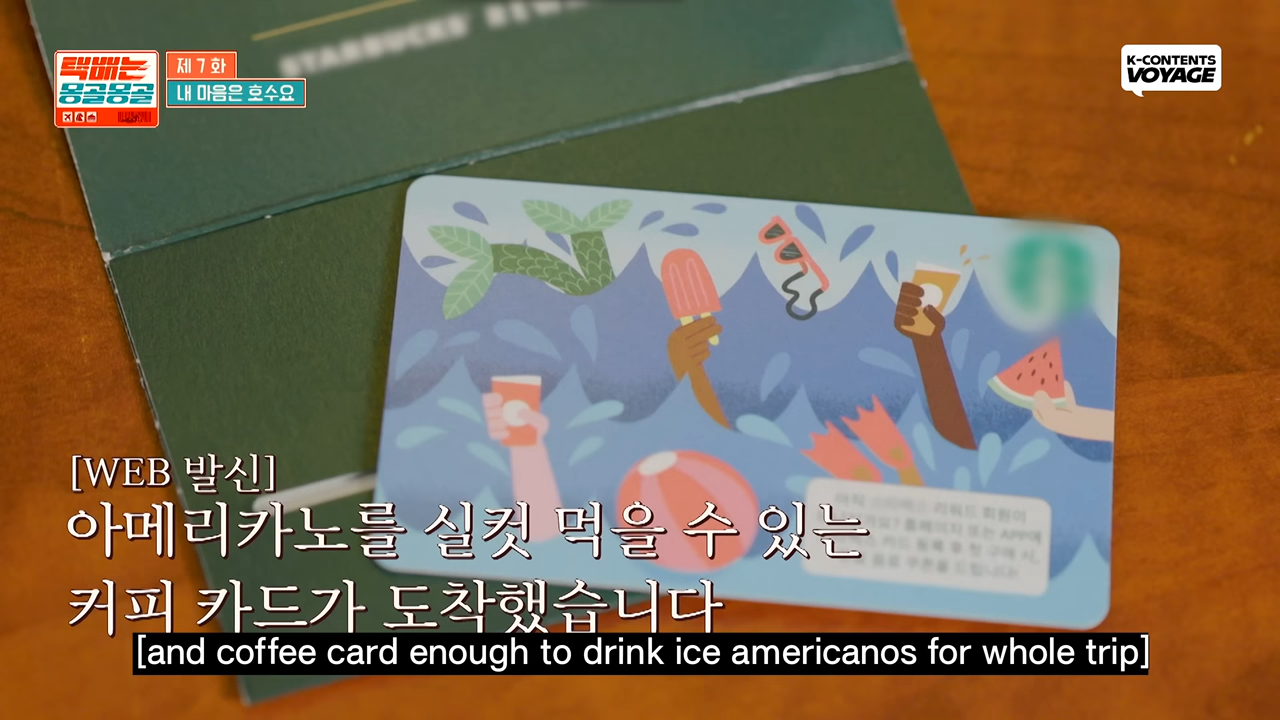 STARBUCKS
택배는
몽골몽골
제 7 화
내 마음은 호수요
K-CONTENTS
VOYAGE
[WEB 발신]
아메리카노를 실컷 먹을 수 있는
커피 카드가 도착했습니다
[and coffee card enough to drink ice americanos for whole trip]